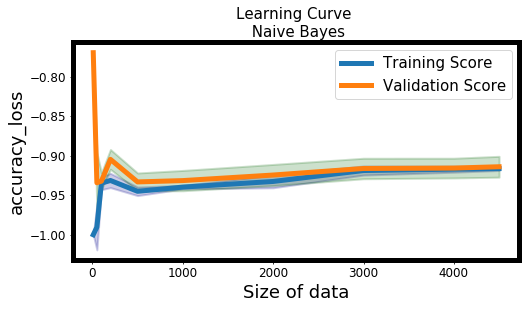 Learning Curve
Naive Bayes
Training Score
Validation Score
accuracy_loss
−0.80
−0.85
−0.90
−0.95
−1.00
0
1000
2000
3000
4000
Size of data